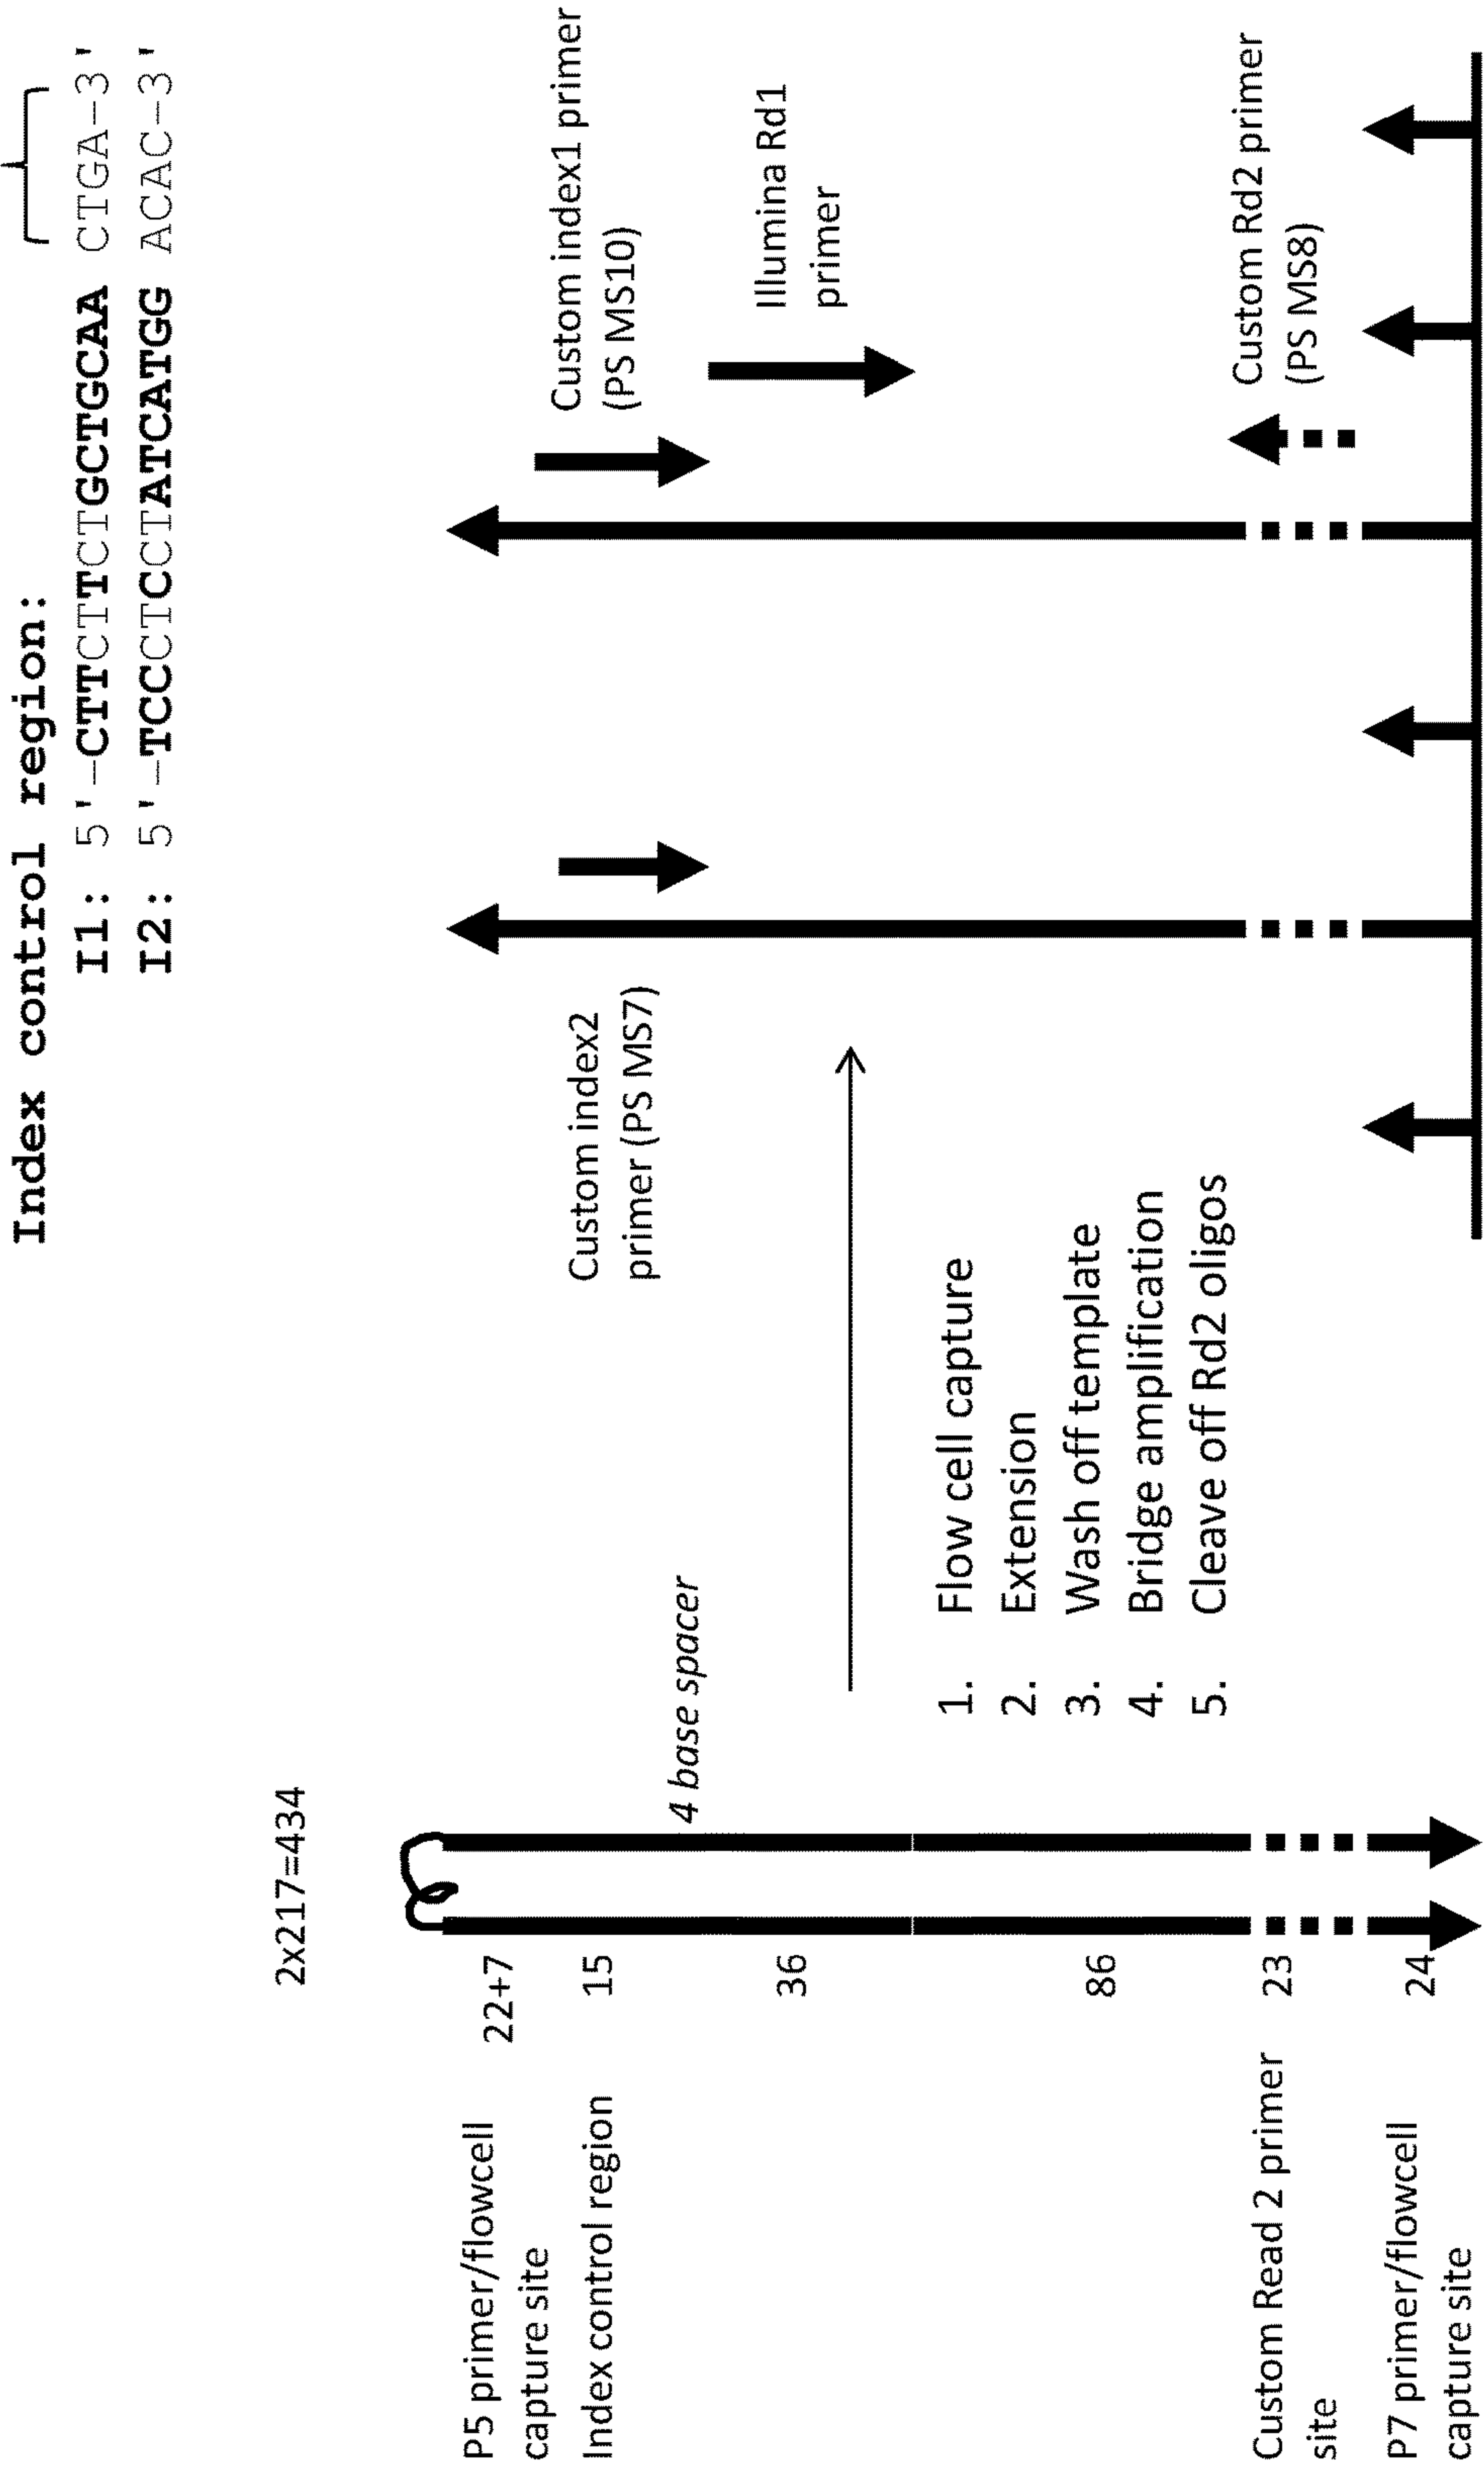 Index control region:
I1: 5'-CTTCTTCTGCTGCAA CTGA-3'
I2: 5'-TCCCTCCTATCATGG ACAC-3'
2x217=434
P5 primer/flowcell
capture site
22+7
Index control region
15
36
86
Custom Read 2 primer
site
23
P7 primer/flowcell
capture site
24
4 base spacer
1. Flow cell capture
2. Extension
3. Wash off template
4. Bridge amplification
5. Cleave off Rd2 oligos
Custom index2
primer (PS MS7)
Custom index1 primer
(PS MS10)
Illumina Rd1
primer
Custom Rd2 primer
(PS MS8)